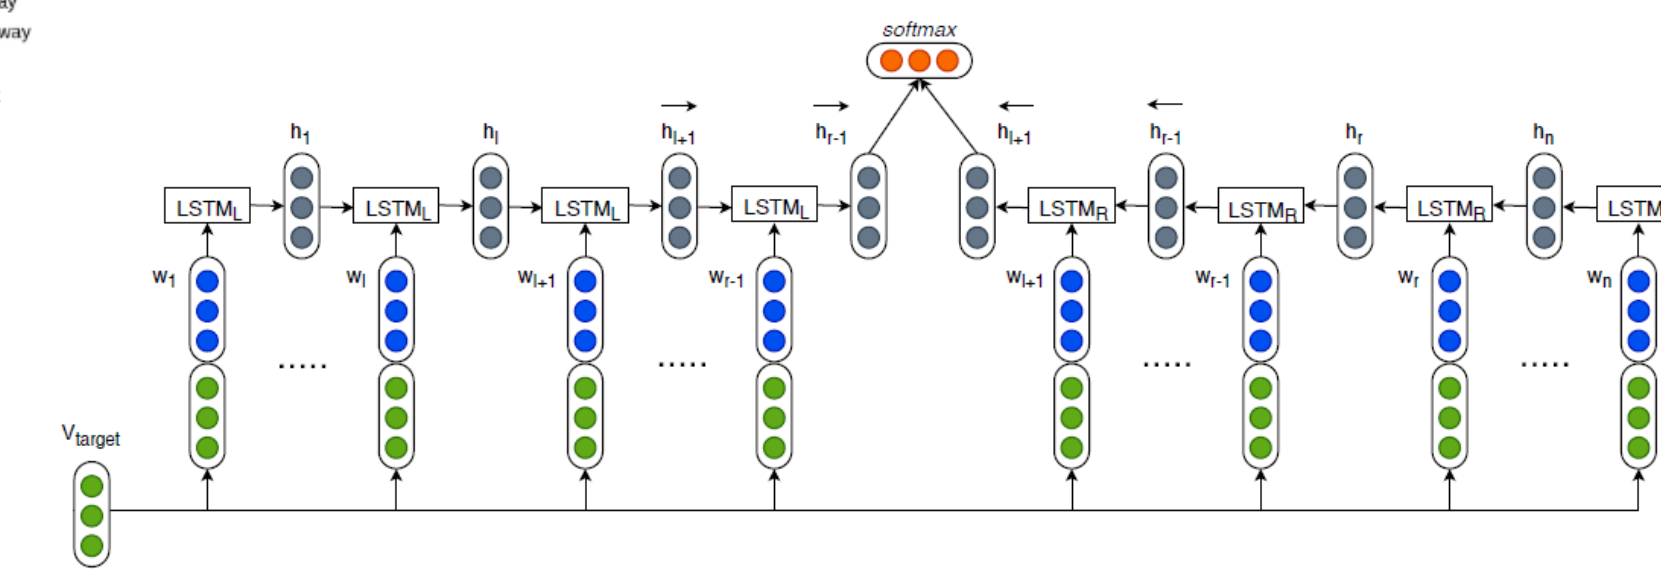 way
softmax
h1 hl hl+1 hr-1 hl+1 hr-1 hr hn
LSTML LSTML LSTML LSTML LSTMR LSTMR LSTMR LSTM
w1 wl wl+1 wr-1 wl+1 wr-1 wr wn
..... ..... ..... .....
Vtarget